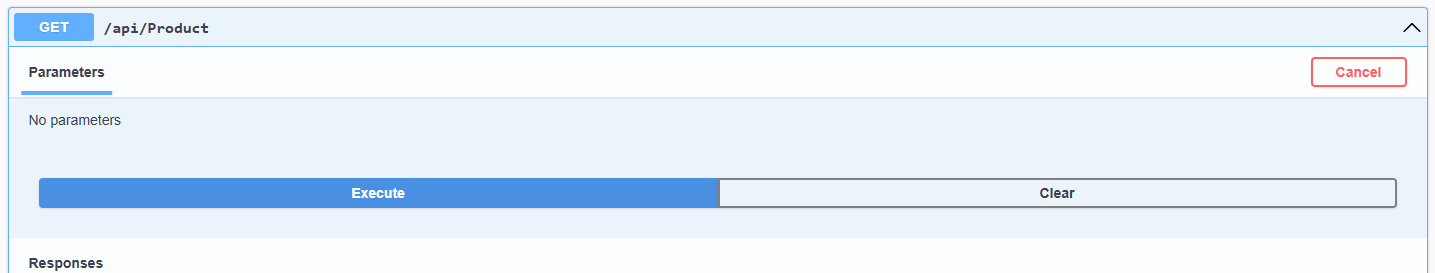 GET /api/Product
Parameters Cancel
No parameters
Execute Clear
Responses